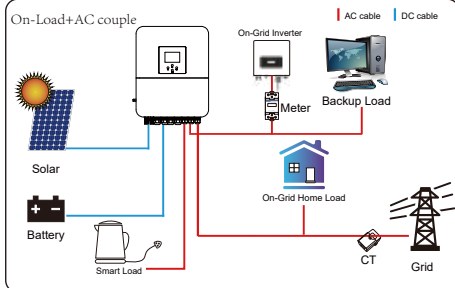 On-Load+AC couple
AC cable
DC cable
On-Grid Inverter
Meter
Backup Load
Solar
On-Grid Home Load
Battery
Smart Load
CT
Grid